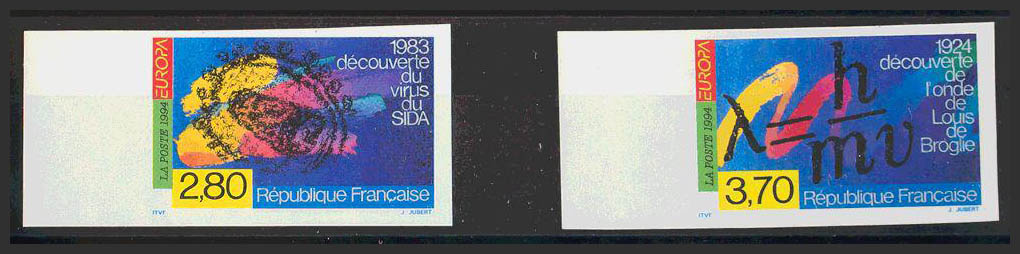 1983
découverte
du
virus
du
SIDA
EUROPA
LA POSTE 1994
2,80
République Française
ITVF
J. JUBERT
1924
découverte
de
l'onde
de
Louis
de
Broglie
EUROPA
LA POSTE 1994
λ = h
mv
3,70
République Française
ITVF
J. JUBERT